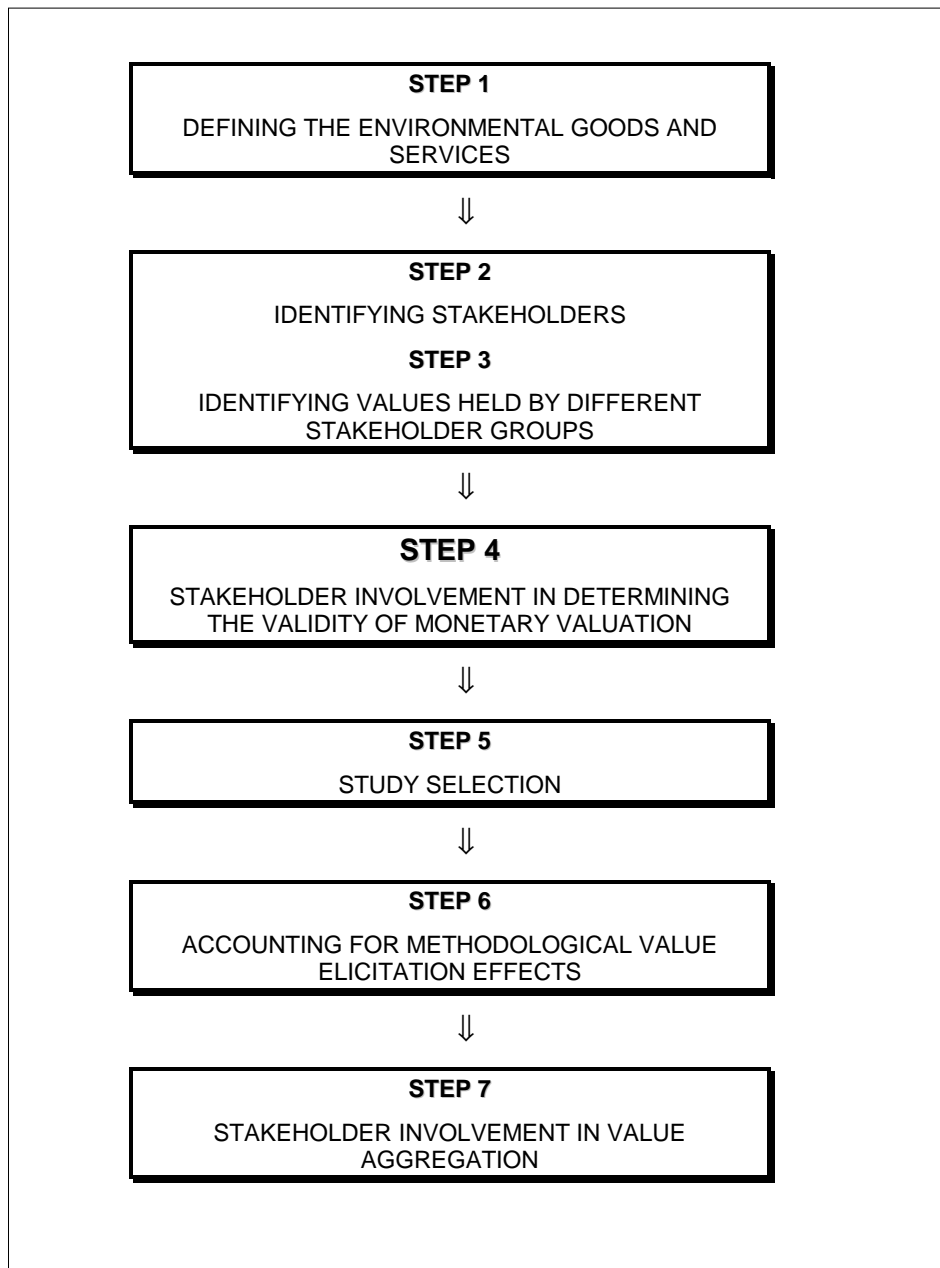 STEP 1
DEFINING THE ENVIRONMENTAL GOODS AND
SERVICES
⇓
STEP 2
IDENTIFYING STAKEHOLDERS
STEP 3
IDENTIFYING VALUES HELD BY DIFFERENT
STAKEHOLDER GROUPS
⇓
STEP 4
STAKEHOLDER INVOLVEMENT IN DETERMINING
THE VALIDITY OF MONETARY VALUATION
⇓
STEP 5
STUDY SELECTION
⇓
STEP 6
ACCOUNTING FOR METHODOLOGICAL VALUE
ELICITATION EFFECTS
⇓
STEP 7
STAKEHOLDER INVOLVEMENT IN VALUE
AGGREGATION